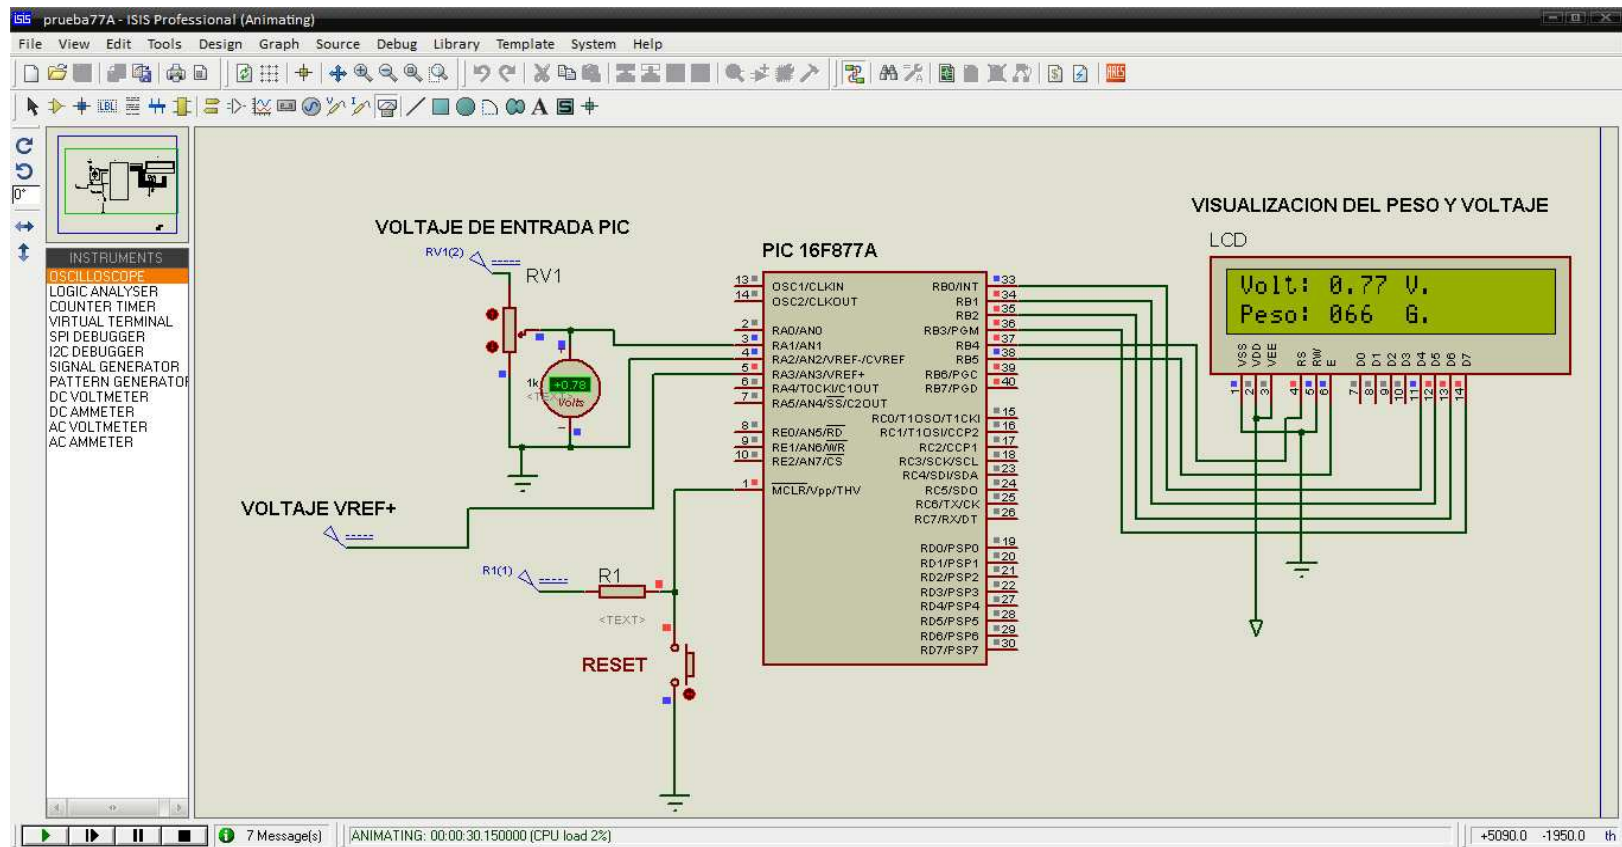 isis prueba77A - ISIS Professional (Animating)
File View Edit Tools Design Graph Source Debug Library Template System Help
LBL
A
S
ARES
0°
INSTRUMENTS
OSCILLOSCOPE
LOGIC ANALYSER
COUNTER TIMER
VIRTUAL TERMINAL
SPI DEBUGGER
I2C DEBUGGER
SIGNAL GENERATOR
PATTERN GENERATOR
DC VOLTMETER
DC AMMETER
AC VOLTMETER
AC AMMETER
VOLTAJE DE ENTRADA PIC
RV1(2)
RV1
1k
<TEXT>
+0.78
Volts
VOLTAJE VREF+
R1(1)
R1
<TEXT>
RESET
PIC 16F877A
13 OSC1/CLKIN
14 OSC2/CLKOUT
2 RA0/AN0
3 RA1/AN1
4 RA2/AN2/VREF-/CVREF
5 RA3/AN3/VREF+
6 RA4/T0CKI/C1OUT
7 RA5/AN4/SS/C2OUT
8 RE0/AN5/RD
9 RE1/AN6/WR
10 RE2/AN7/CS
1 MCLR/Vpp/THV
RB0/INT 33
RB1 34
RB2 35
RB3/PGM 36
RB4 37
RB5 38
RB6/PGC 39
RB7/PGD 40
RC0/T1OSO/T1CKI 15
RC1/T1OSI/CCP2 16
RC2/CCP1 17
RC3/SCK/SCL 18
RC4/SDI/SDA 23
RC5/SDO 24
RC6/TX/CK 25
RC7/RX/DT 26
RD0/PSP0 19
RD1/PSP1 20
RD2/PSP2 21
RD3/PSP3 22
RD4/PSP4 27
RD5/PSP5 28
RD6/PSP6 29
RD7/PSP7 30
VISUALIZACION DEL PESO Y VOLTAJE
LCD
Volt: 0.77 V.
Peso: 066 G.
VSS VDD VEE RS RW E D0 D1 D2 D3 D4 D5 D6 D7
1 2 3 4 5 6 7 8 9 10 11 12 13 14
7 Message(s) ANIMATING: 00:00:30.150000 (CPU load 2%) +5090.0 -1950.0 th